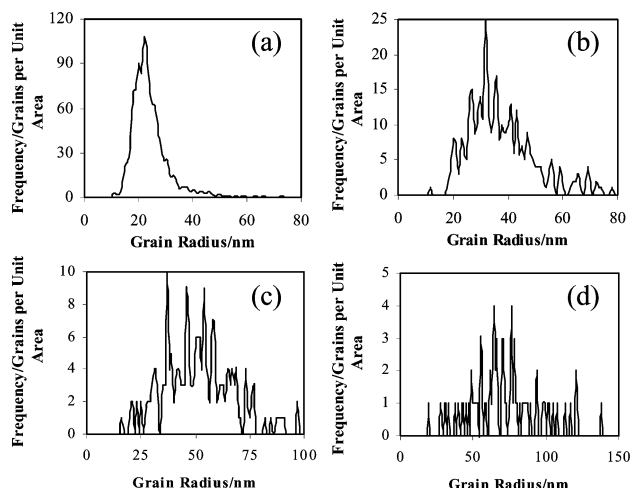 (a)
Frequency/Grains per Unit
Area
120
90
60
30
0
0 20 40 60 80
Grain Radius/nm
(b)
Frequency/Grains per Unit
Area
25
20
15
10
5
0
0 20 40 60 80
Grain Radius/nm
(c)
Frequency/Grains per Unit
Area
10
8
6
4
2
0
0 25 50 75 100
Grain Radius/nm
(d)
Frequency/Grains per Unit
Area
5
4
3
2
1
0
0 50 100 150
Grain Radius/nm